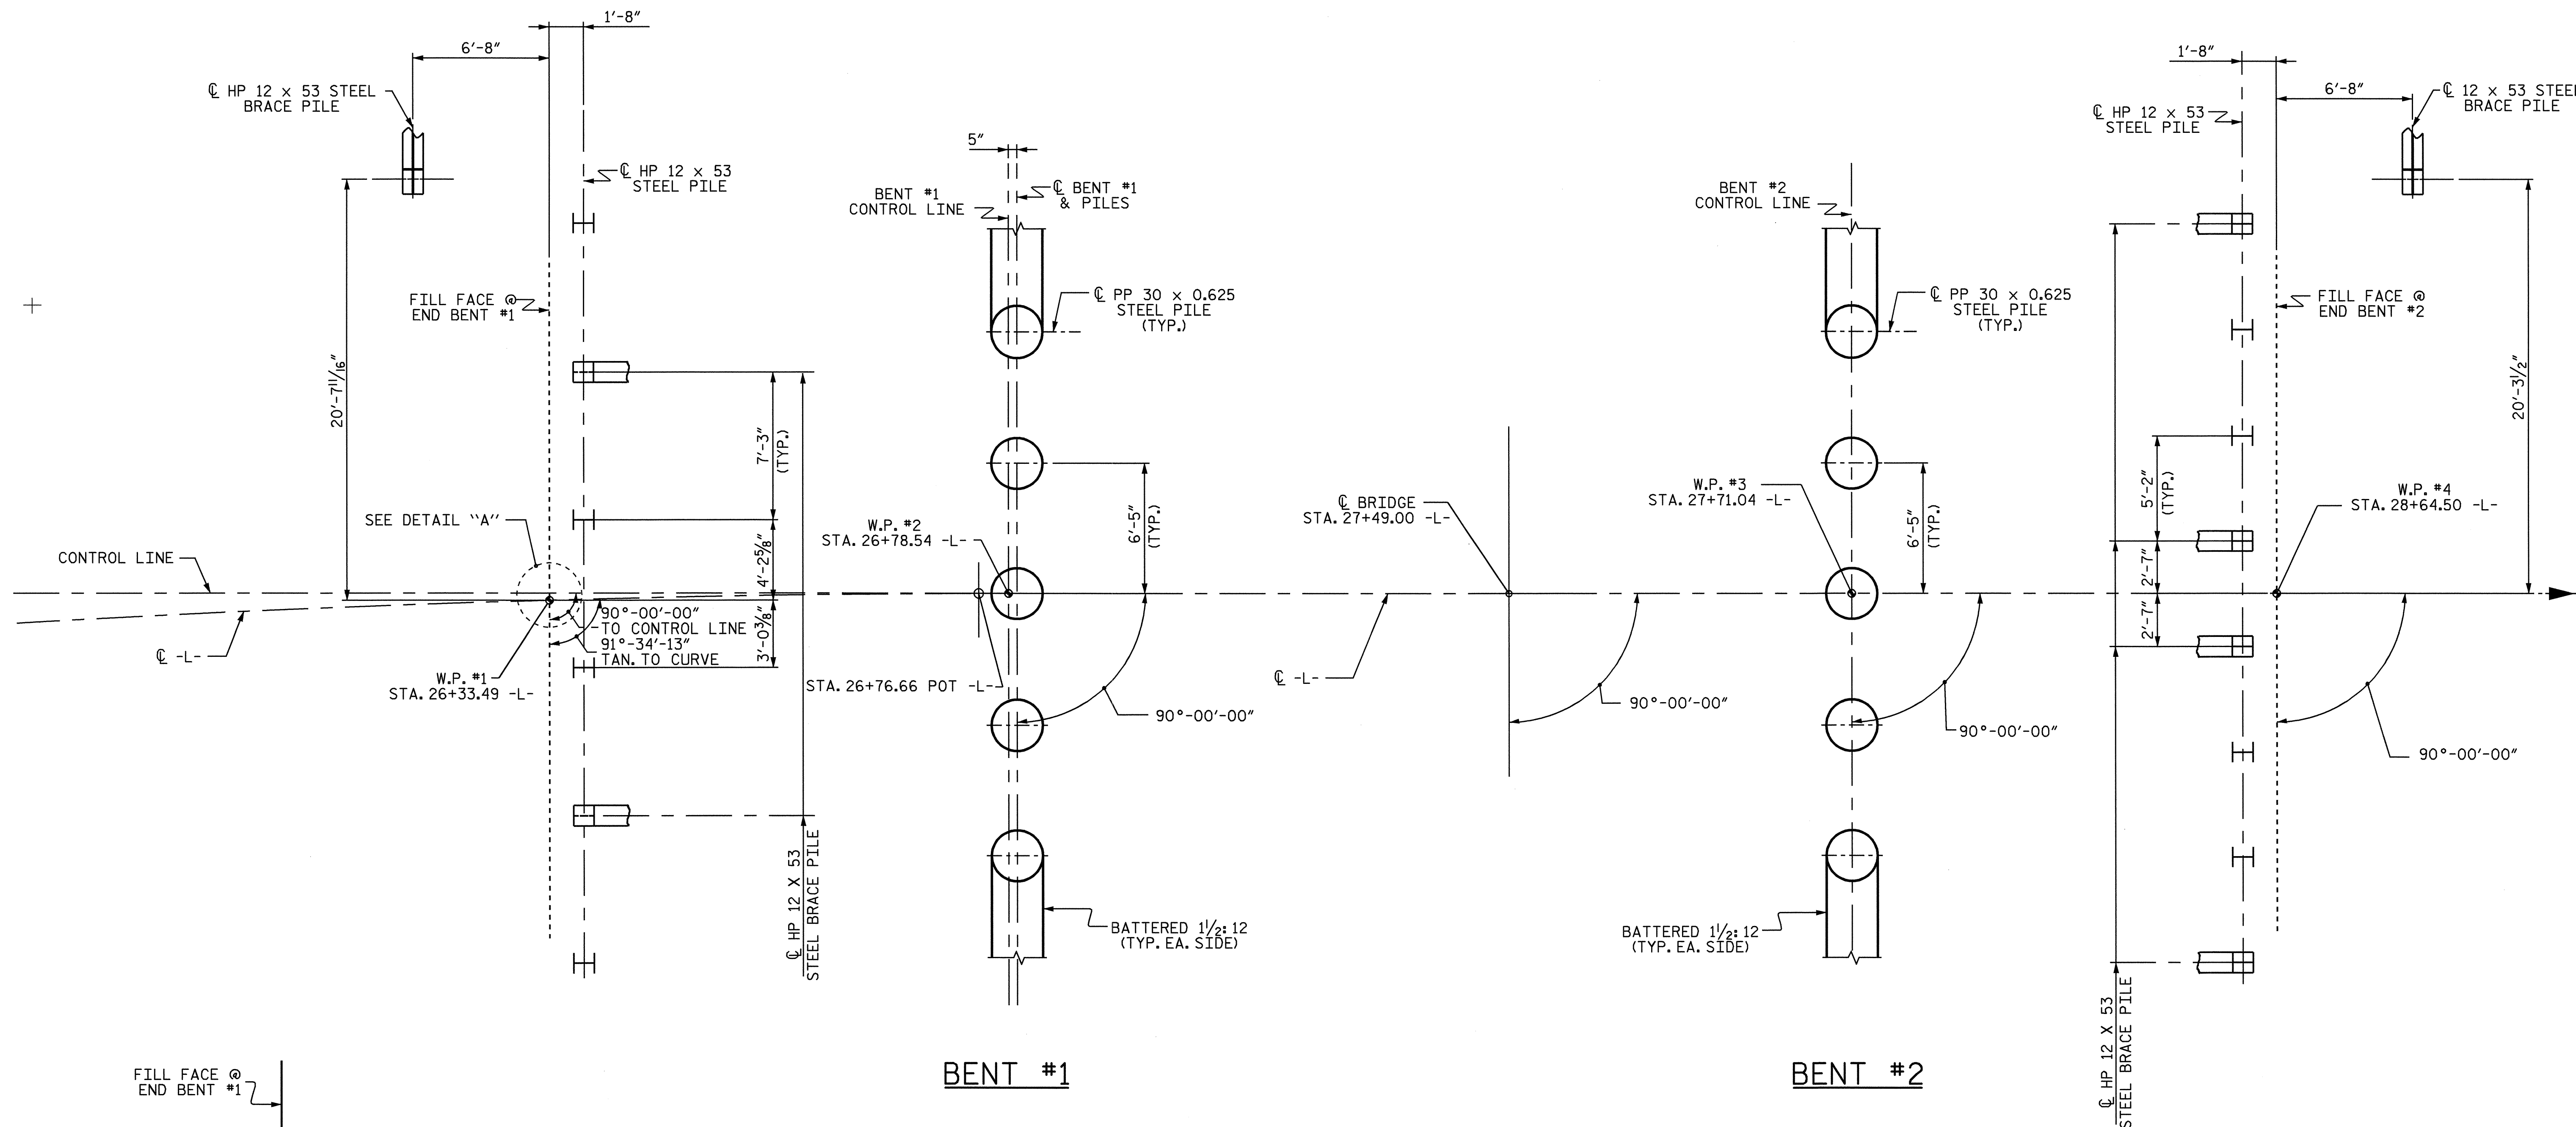 1'-8"
6'-8"
℄ HP 12 x 53 STEEL
BRACE PILE
℄ HP 12 x 53
STEEL PILE
FILL FACE @
END BENT #1
20'-7 11/16"
SEE DETAIL "A"
CONTROL LINE
℄ -L-
W.P. #1
STA. 26+33.49 -L-
90°-00'-00"
TO CONTROL LINE
91°-34'-13"
TAN. TO CURVE
7'-3"
(TYP.)
4'-2 5/8"
3'-0 3/8"
℄ HP 12 X 53
STEEL BRACE PILE
5"
BENT #1
CONTROL LINE
℄ BENT #1
& PILES
℄ PP 30 x 0.625
STEEL PILE
(TYP.)
W.P. #2
STA. 26+78.54 -L-
6'-5"
(TYP.)
STA. 26+76.66 POT -L-
90°-00'-00"
BATTERED 1 1/2:12
(TYP. EA. SIDE)
BENT #1
℄ BRIDGE
STA. 27+49.00 -L-
℄ -L-
90°-00'-00"
BENT #2
CONTROL LINE
℄ PP 30 x 0.625
STEEL PILE
(TYP.)
W.P. #3
STA. 27+71.04 -L-
6'-5"
(TYP.)
90°-00'-00"
BATTERED 1 1/2:12
(TYP. EA. SIDE)
BENT #2
1'-8"
6'-8"
℄ HP 12 x 53
STEEL PILE
℄ 12 x 53 STEE
BRACE PILE
FILL FACE @
END BENT #2
20'-3 1/2"
5'-2"
(TYP.)
2'-7"
2'-7"
W.P. #4
STA. 28+64.50 -L-
90°-00'-00"
℄ HP 12 X 53
STEEL BRACE PILE
FILL FACE @
END BENT #1